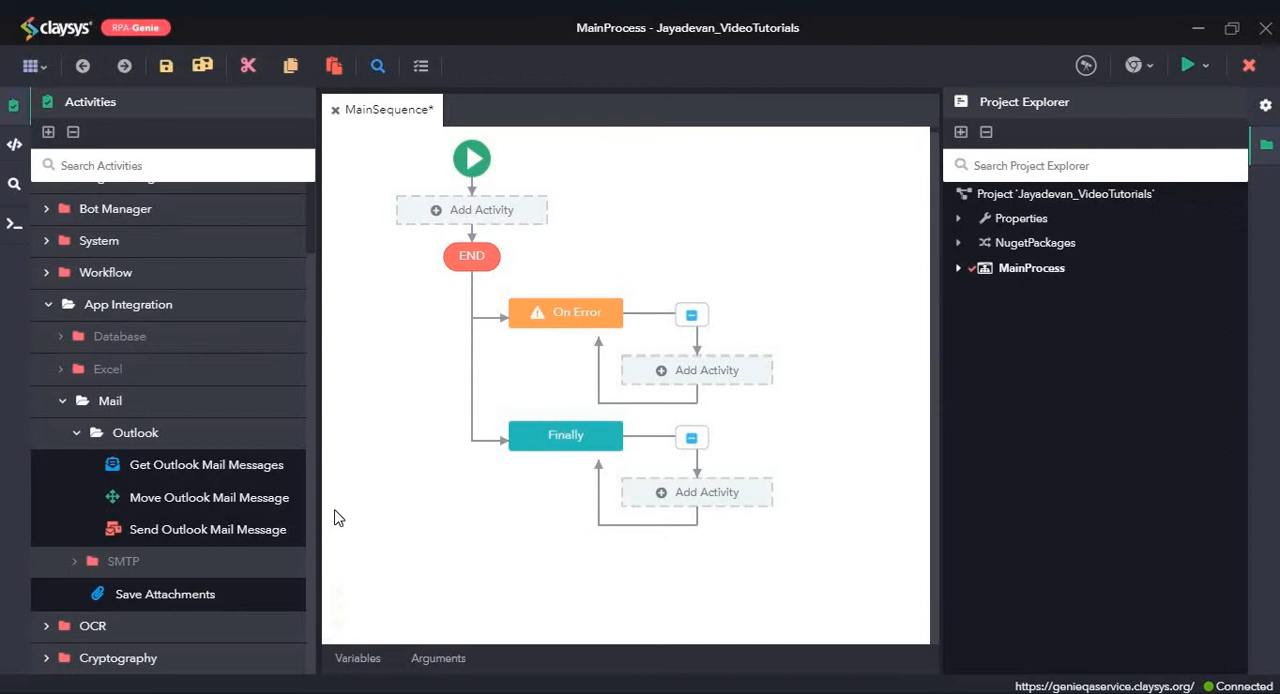 claysys
RPA-Genie
MainProcess - Jayadevan_VideoTutorials
Activities
Search Activities
Bot Manager
System
Workflow
App Integration
Database
Excel
Mail
Outlook
Get Outlook Mail Messages
Move Outlook Mail Message
Send Outlook Mail Message
SMTP
Save Attachments
OCR
Cryptography
MainSequence*
Add Activity
END
On Error
Add Activity
Finally
Add Activity
Variables
Arguments
Project Explorer
Search Project Explorer
Project 'Jayadevan_VideoTutorials'
Properties
NugetPackages
MainProcess
https://genieqaservice.claysys.org/
Connected